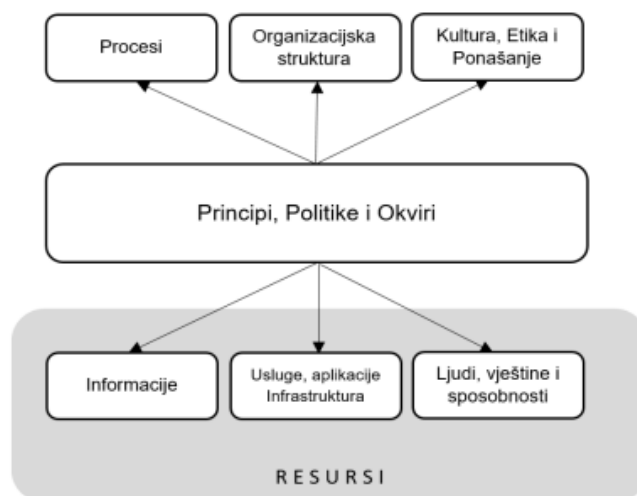 Procesi
Organizacijska
struktura
Kultura, Etika i
Ponašanje
Principi, Politike i Okviri
Informacije
Usluge, aplikacije
Infrastruktura
Ljudi, vještine i
sposobnosti
RESURSI